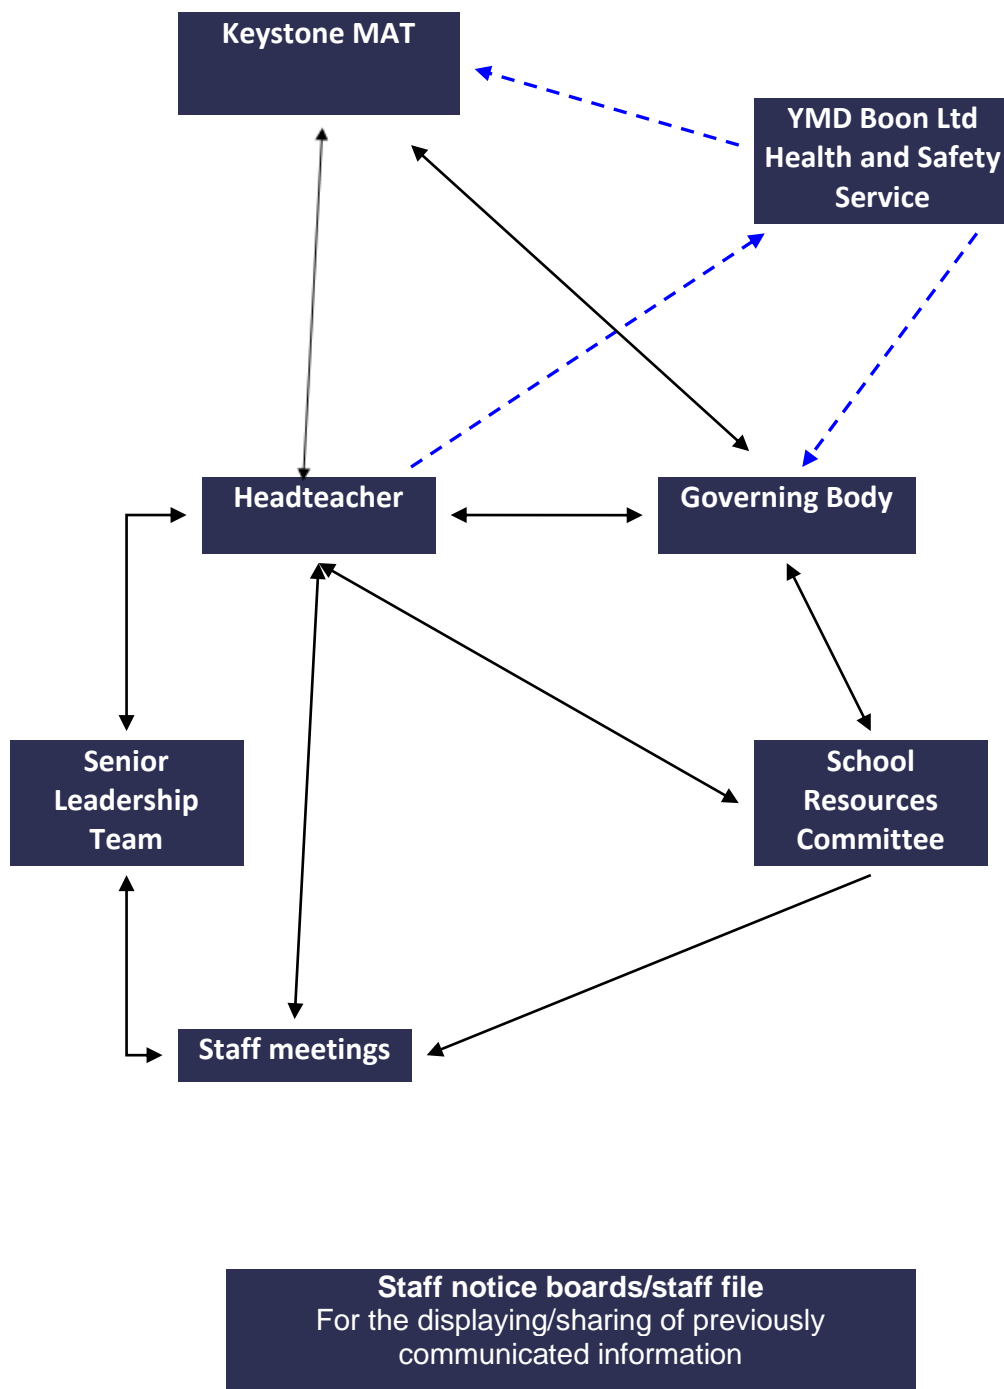 Keystone MAT
YMD Boon Ltd
Health and Safety
Service
Headteacher
Governing Body
Senior
Leadership
Team
School
Resources
Committee
Staff meetings
Staff notice boards/staff file
For the displaying/sharing of previously
communicated information